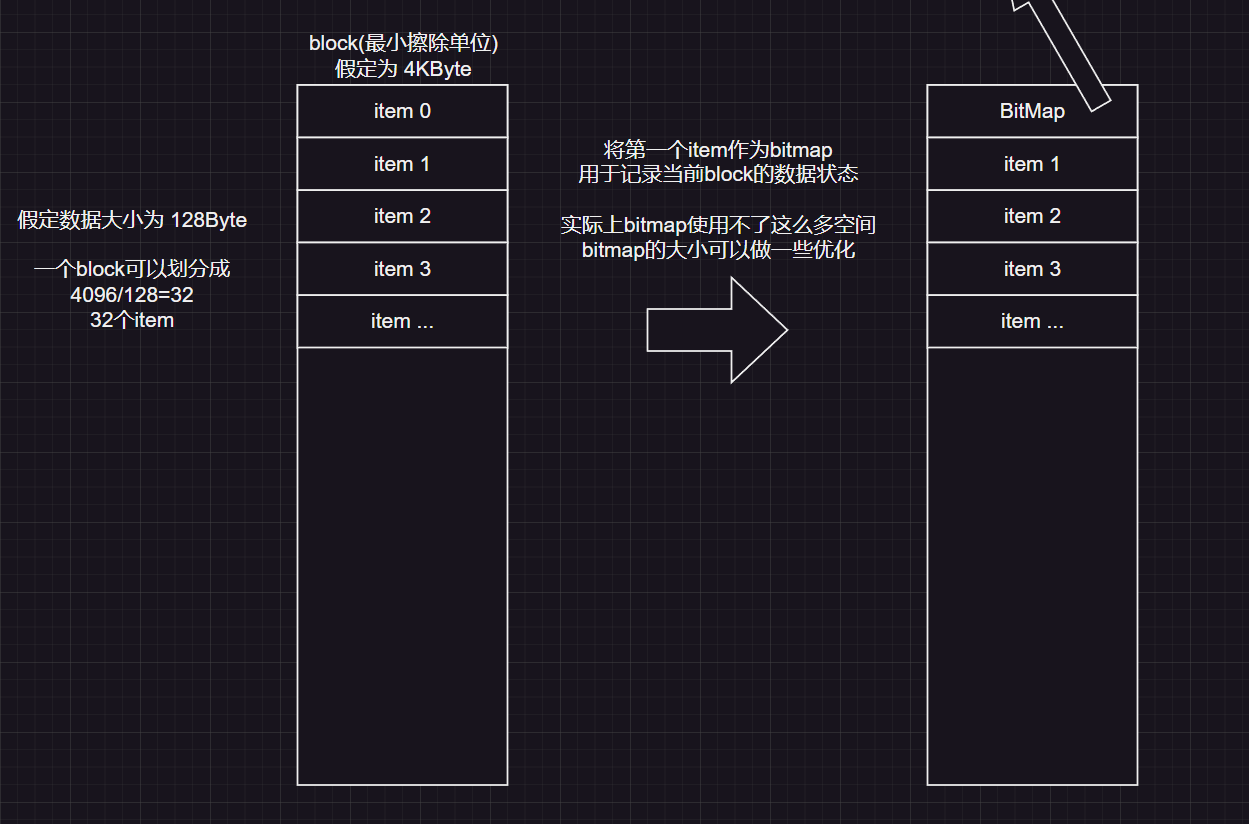 block(最小擦除单位)
假定为 4KByte
item 0
item 1
item 2
item 3
item ...
假定数据大小为 128Byte
一个block可以划分成
4096/128=32
32个item
将第一个item作为bitmap
用于记录当前block的数据状态
实际上bitmap使用不了这么多空间
bitmap的大小可以做一些优化
BitMap
item 1
item 2
item 3
item ...